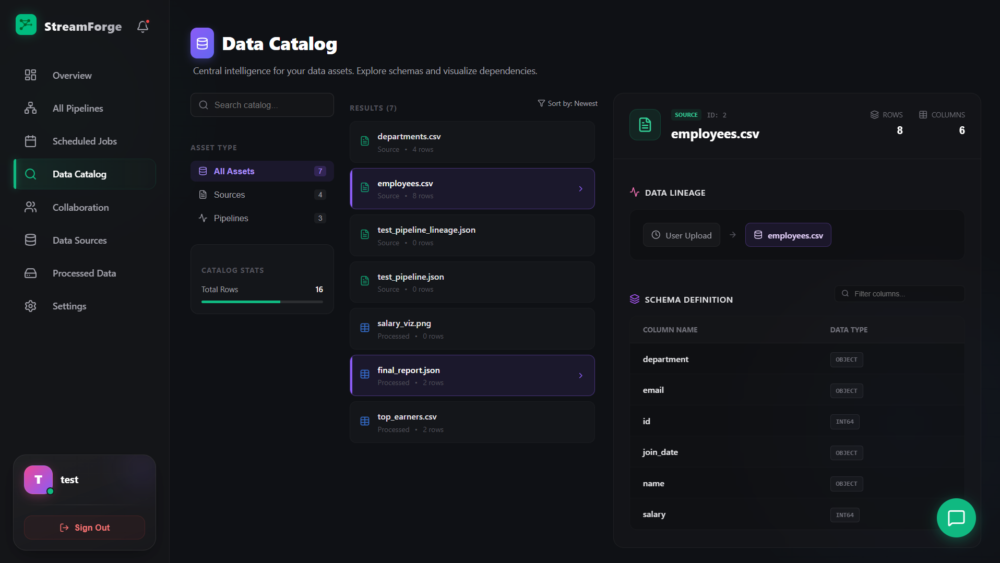 StreamForge
Overview
All Pipelines
Scheduled Jobs
Data Catalog
Collaboration
Data Sources
Processed Data
Settings
T
test
Sign Out
Data Catalog
Central intelligence for your data assets. Explore schemas and visualize dependencies.
Search catalog...
ASSET TYPE
All Assets 7
Sources 4
Pipelines 3
CATALOG STATS
Total Rows 16
RESULTS (7)
Sort by: Newest
departments.csv
Source • 4 rows
employees.csv
Source • 8 rows
test_pipeline_lineage.json
Source • 0 rows
test_pipeline.json
Source • 0 rows
salary_viz.png
Processed • 0 rows
final_report.json
Processed • 2 rows
top_earners.csv
Processed • 2 rows
SOURCE ID: 2
employees.csv
ROWS COLUMNS
8 6
DATA LINEAGE
User Upload employees.csv
SCHEMA DEFINITION
Filter columns...
COLUMN NAME DATA TYPE
department OBJECT
email OBJECT
id INT64
join_date OBJECT
name OBJECT
salary INT64